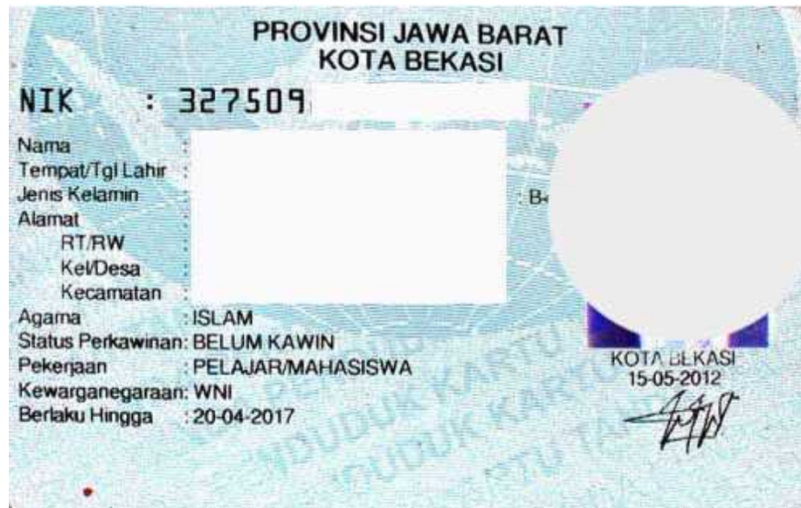 PROVINSI JAWA BARAT
KOTA BEKASI
NIK : 327509
Nama :
Tempat/Tgl Lahir :
Jenis Kelamin : : B
Alamat :
RT/RW :
Kel/Desa :
Kecamatan :
Agama : ISLAM
Status Perkawinan: BELUM KAWIN
Pekerjaan : PELAJAR/MAHASISWA
Kewarganegaraan: WNI
Berlaku Hingga : 20-04-2017
KOTA BEKASI
15-05-2012